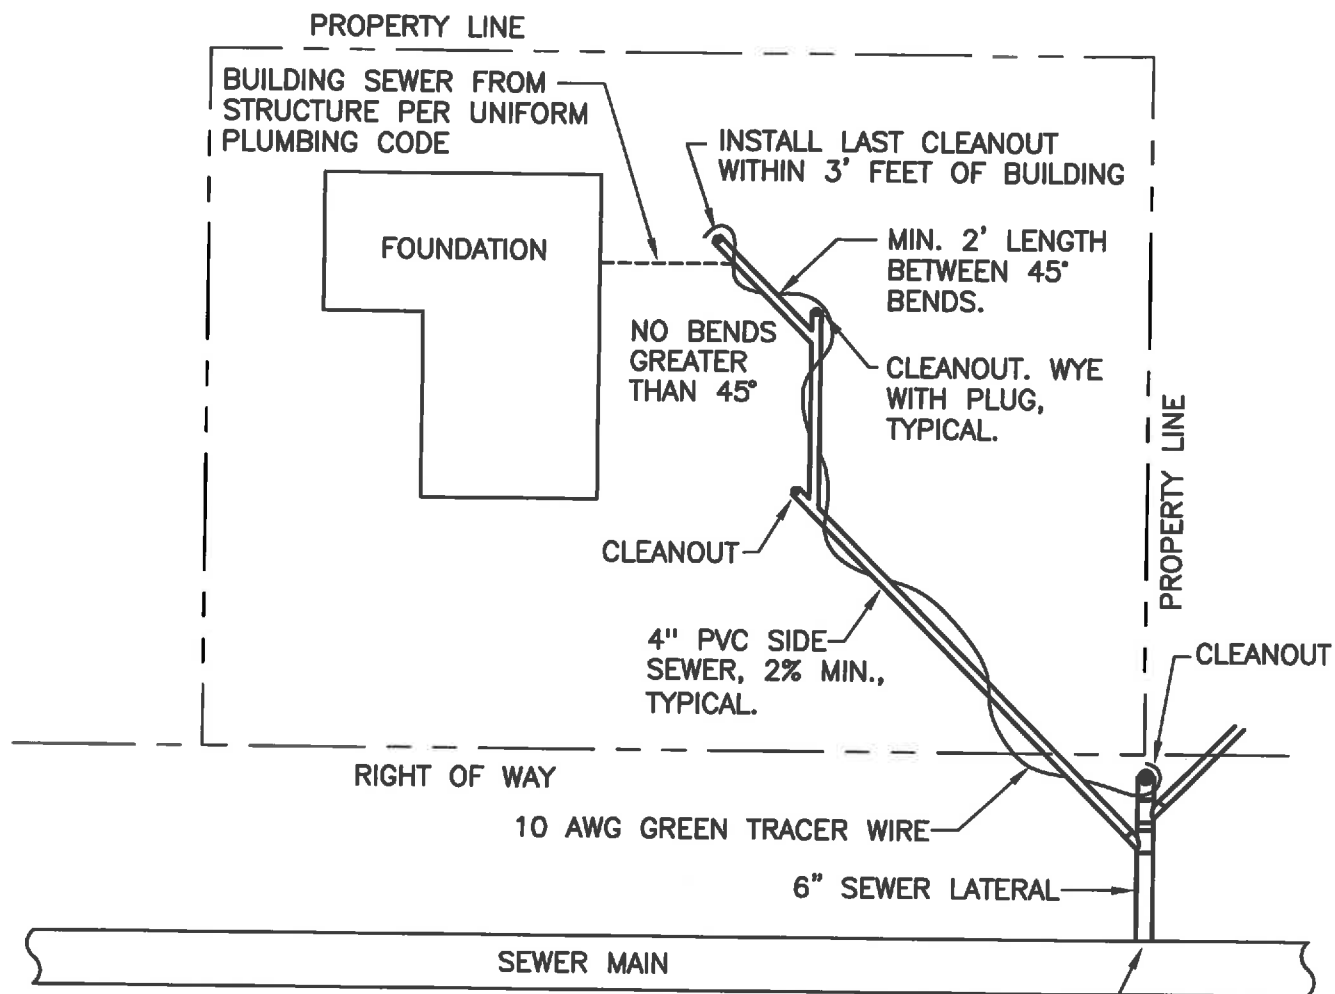 PROPERTY LINE
BUILDING SEWER FROM
STRUCTURE PER UNIFORM
PLUMBING CODE
INSTALL LAST CLEANOUT
WITHIN 3' FEET OF BUILDING
FOUNDATION
MIN. 2' LENGTH
BETWEEN 45°
BENDS.
NO BENDS
GREATER
THAN 45°
CLEANOUT. WYE
WITH PLUG,
TYPICAL.
PROPERTY LINE
CLEANOUT
4" PVC SIDE
SEWER, 2% MIN.,
TYPICAL.
CLEANOUT
RIGHT OF WAY
10 AWG GREEN TRACER WIRE
6" SEWER LATERAL
SEWER MAIN